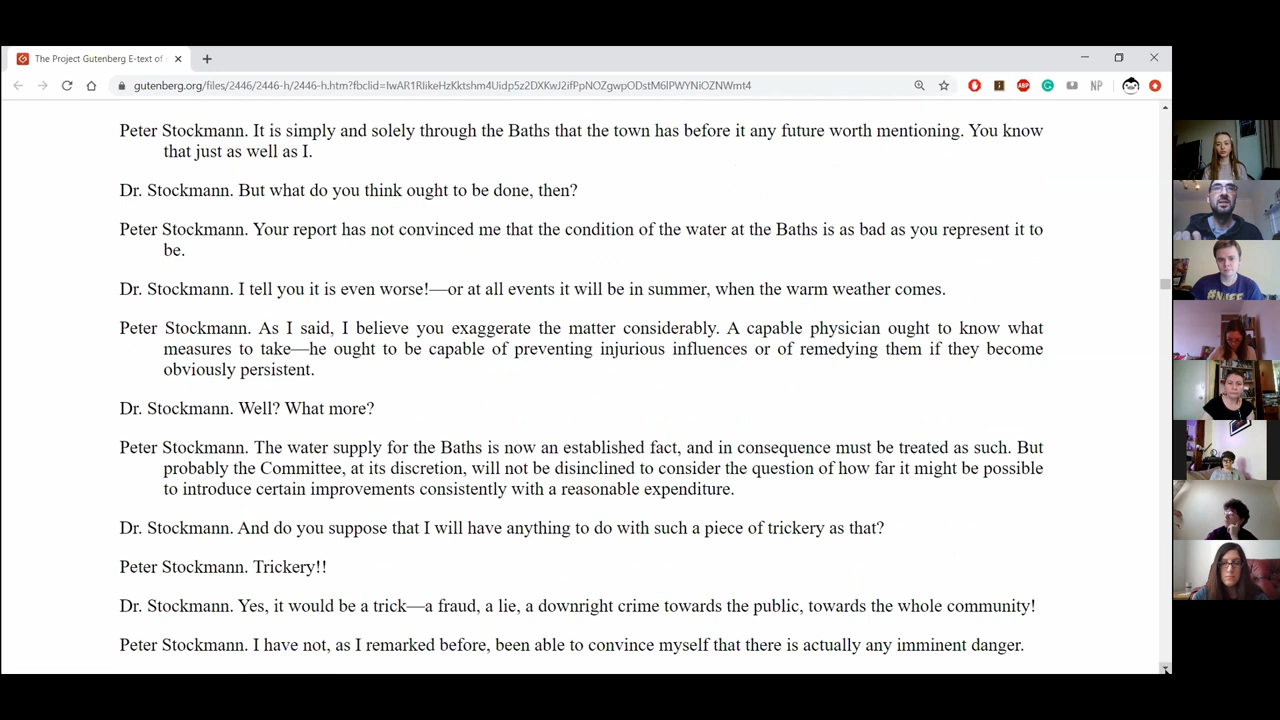 The Project Gutenberg E-text of
gutenberg.org/files/2446/2446-h/2446-h.htm?fbclid=IwAR1RIikeHzKktshm4Uidp5z2DXKwJ2ifPpNOZgwpODstM6lPWYNiOZNWmt4
ABP
NP
Peter Stockmann. It is simply and solely through the Baths that the town has before it any future worth mentioning. You know
that just as well as I.
Dr. Stockmann. But what do you think ought to be done, then?
Peter Stockmann. Your report has not convinced me that the condition of the water at the Baths is as bad as you represent it to
be.
Dr. Stockmann. I tell you it is even worse!—or at all events it will be in summer, when the warm weather comes.
Peter Stockmann. As I said, I believe you exaggerate the matter considerably. A capable physician ought to know what
measures to take—he ought to be capable of preventing injurious influences or of remedying them if they become
obviously persistent.
Dr. Stockmann. Well? What more?
Peter Stockmann. The water supply for the Baths is now an established fact, and in consequence must be treated as such. But
probably the Committee, at its discretion, will not be disinclined to consider the question of how far it might be possible
to introduce certain improvements consistently with a reasonable expenditure.
Dr. Stockmann. And do you suppose that I will have anything to do with such a piece of trickery as that?
Peter Stockmann. Trickery!!
Dr. Stockmann. Yes, it would be a trick—a fraud, a lie, a downright crime towards the public, towards the whole community!
Peter Stockmann. I have not, as I remarked before, been able to convince myself that there is actually any imminent danger.